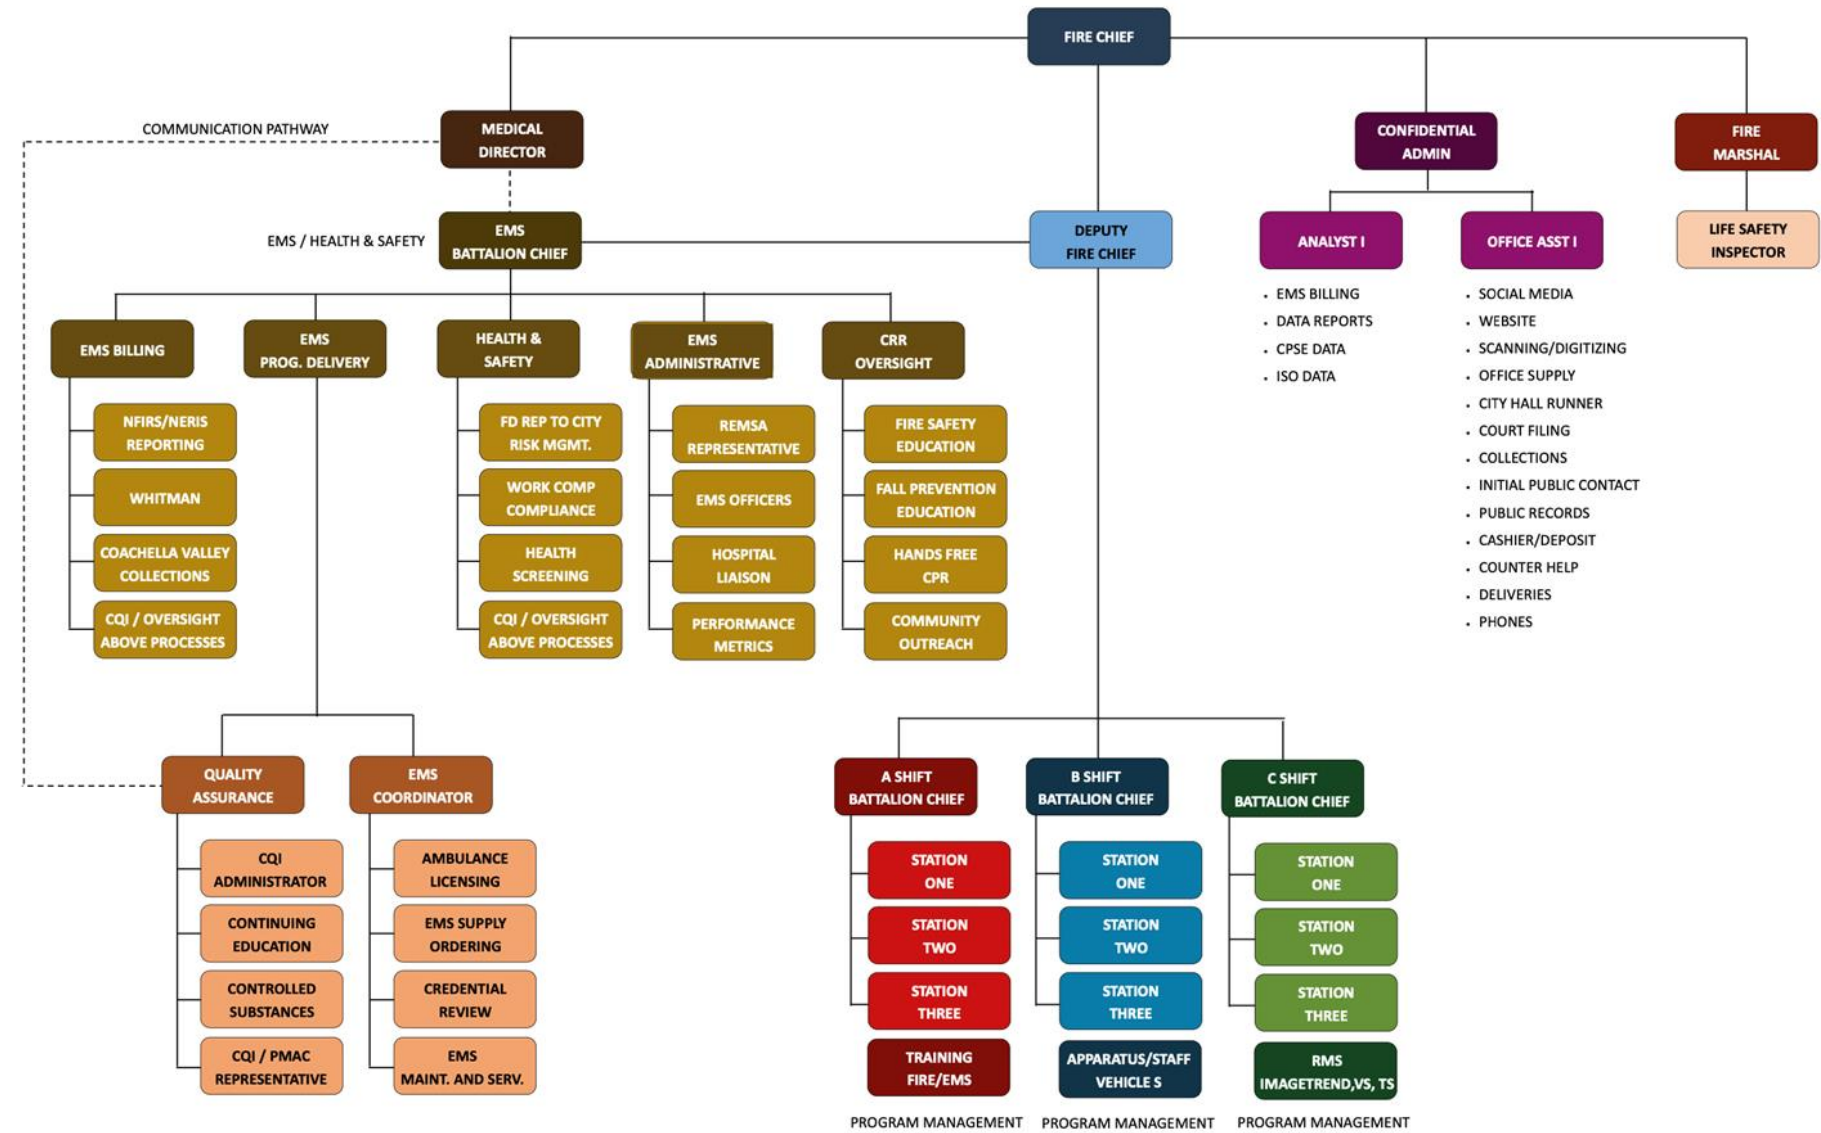 FIRE CHIEF
COMMUNICATION PATHWAY
MEDICAL
DIRECTOR
CONFIDENTIAL
ADMIN
FIRE
MARSHAL
EMS / HEALTH & SAFETY
EMS
BATTALION CHIEF
DEPUTY
FIRE CHIEF
ANALYST I
OFFICE ASST I
LIFE SAFETY
INSPECTOR
• EMS BILLING
• DATA REPORTS
• CPSE DATA
• ISO DATA
• SOCIAL MEDIA
• WEBSITE
• SCANNING/DIGITIZING
• OFFICE SUPPLY
• CITY HALL RUNNER
• COURT FILING
• COLLECTIONS
• INITIAL PUBLIC CONTACT
• PUBLIC RECORDS
• CASHIER/DEPOSIT
• COUNTER HELP
• DELIVERIES
• PHONES
EMS BILLING
NFIRS/NERIS
REPORTING
WHITMAN
COACHELLA VALLEY
COLLECTIONS
CQI / OVERSIGHT
ABOVE PROCESSES
EMS
PROG. DELIVERY
HEALTH &
SAFETY
FD REP TO CITY
RISK MGMT.
WORK COMP
COMPLIANCE
HEALTH
SCREENING
CQI / OVERSIGHT
ABOVE PROCESSES
EMS
ADMINISTRATIVE
REMSA
REPRESENTATIVE
EMS OFFICERS
HOSPITAL
LIAISON
PERFORMANCE
METRICS
CRR
OVERSIGHT
FIRE SAFETY
EDUCATION
FALL PREVENTION
EDUCATION
HANDS FREE
CPR
COMMUNITY
OUTREACH
QUALITY
ASSURANCE
CQI
ADMINISTRATOR
CONTINUING
EDUCATION
CONTROLLED
SUBSTANCES
CQI / PMAC
REPRESENTATIVE
EMS
COORDINATOR
AMBULANCE
LICENSING
EMS SUPPLY
ORDERING
CREDENTIAL
REVIEW
EMS
MAINT. AND SERV.
A SHIFT
BATTALION CHIEF
STATION
ONE
STATION
TWO
STATION
THREE
TRAINING
FIRE/EMS
PROGRAM MANAGEMENT
B SHIFT
BATTALION CHIEF
STATION
ONE
STATION
TWO
STATION
THREE
APPARATUS/STAFF
VEHICLE S
PROGRAM MANAGEMENT
C SHIFT
BATTALION CHIEF
STATION
ONE
STATION
TWO
STATION
THREE
RMS
IMAGETREND,VS, TS
PROGRAM MANAGEMENT